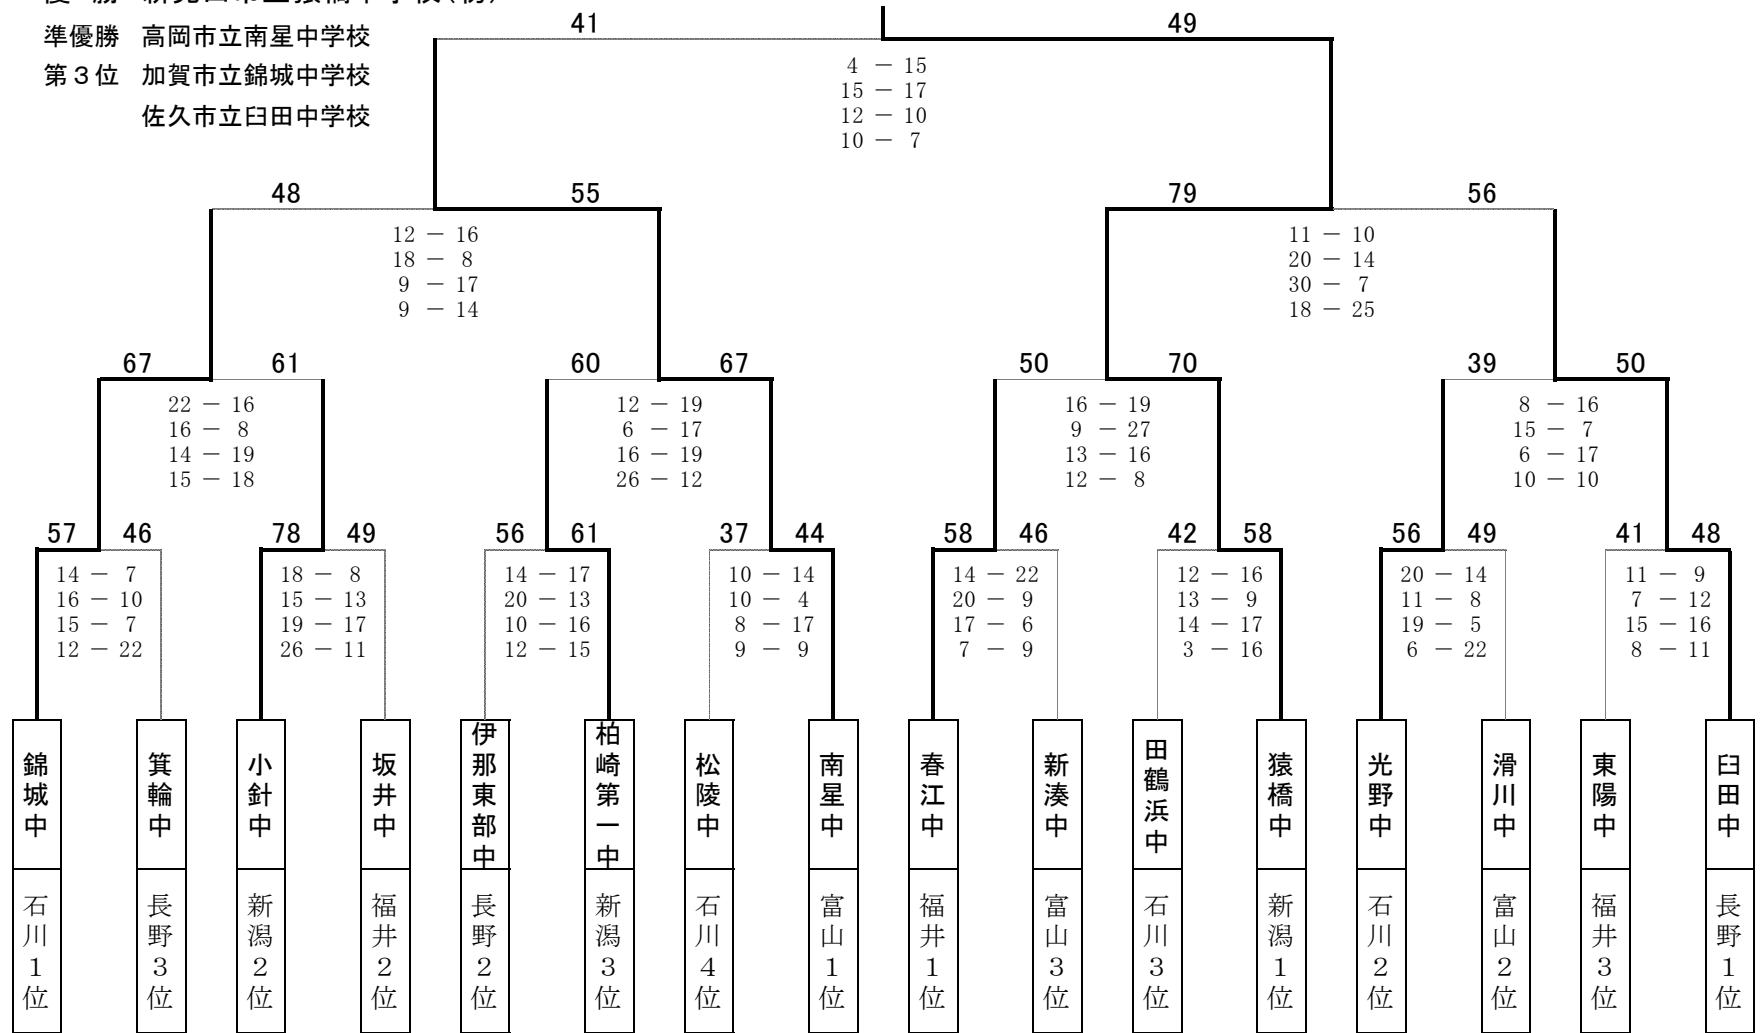 準優勝 高岡市立南星中学校
第３位 加賀市立錦城中学校
佐久市立臼田中学校
41 49
4 － 15
15 － 17
12 － 10
10 － 7
48 55
12 － 16
18 － 8
9 － 17
9 － 14
79 56
11 － 10
20 － 14
30 － 7
18 － 25
67 61
22 － 16
16 － 8
14 － 19
15 － 18
60 67
12 － 19
6 － 17
16 － 19
26 － 12
50 70
16 － 19
9 － 27
13 － 16
12 － 8
39 50
8 － 16
15 － 7
6 － 17
10 － 10
57 46
14 － 7
16 － 10
15 － 7
12 － 22
78 49
18 － 8
15 － 13
19 － 17
26 － 11
56 61
14 － 17
20 － 13
10 － 16
12 － 15
37 44
10 － 14
10 － 4
8 － 17
9 － 9
58 46
14 － 22
20 － 9
17 － 6
7 － 9
42 58
12 － 16
13 － 9
14 － 17
3 － 16
56 49
20 － 14
11 － 8
19 － 5
6 － 22
41 48
11 － 9
7 － 12
15 － 16
8 － 11
錦城中
石川１位
箕輪中
長野３位
小針中
新潟２位
坂井中
福井２位
伊那東部中
長野２位
柏崎第一中
新潟３位
松陵中
石川４位
南星中
富山１位
春江中
福井１位
新湊中
富山３位
田鶴浜中
石川３位
猿橋中
新潟１位
光野中
石川２位
滑川中
富山２位
東陽中
福井３位
臼田中
長野１位